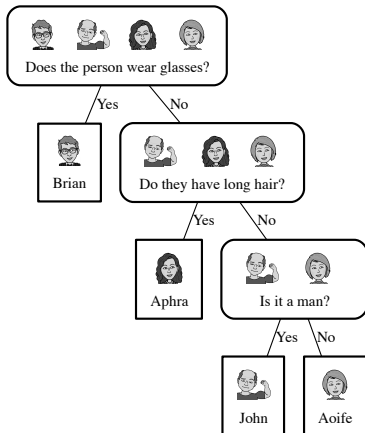 Does the person wear glasses?
Yes
No
Brian
Do they have long hair?
Yes
No
Aphra
Is it a man?
Yes
No
John
Aoife